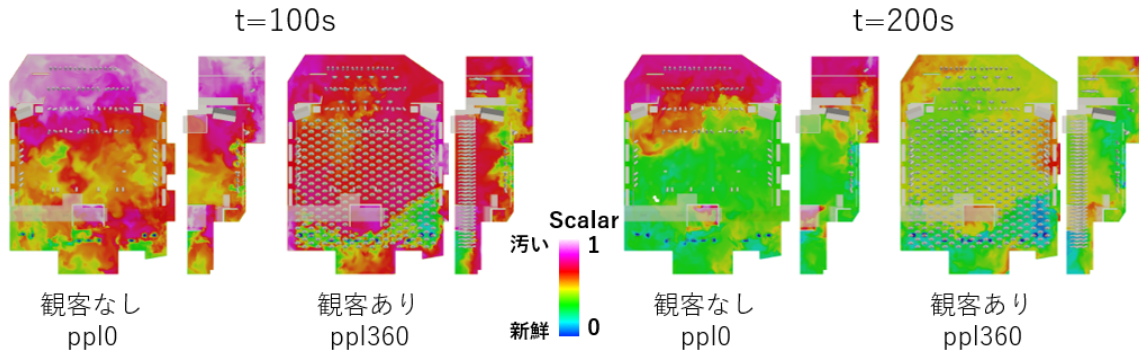 t=100s
t=200s
Scalar
汚い 1
新鮮 0
観客なし
ppl0
観客あり
ppl360
観客なし
ppl0
観客あり
ppl360